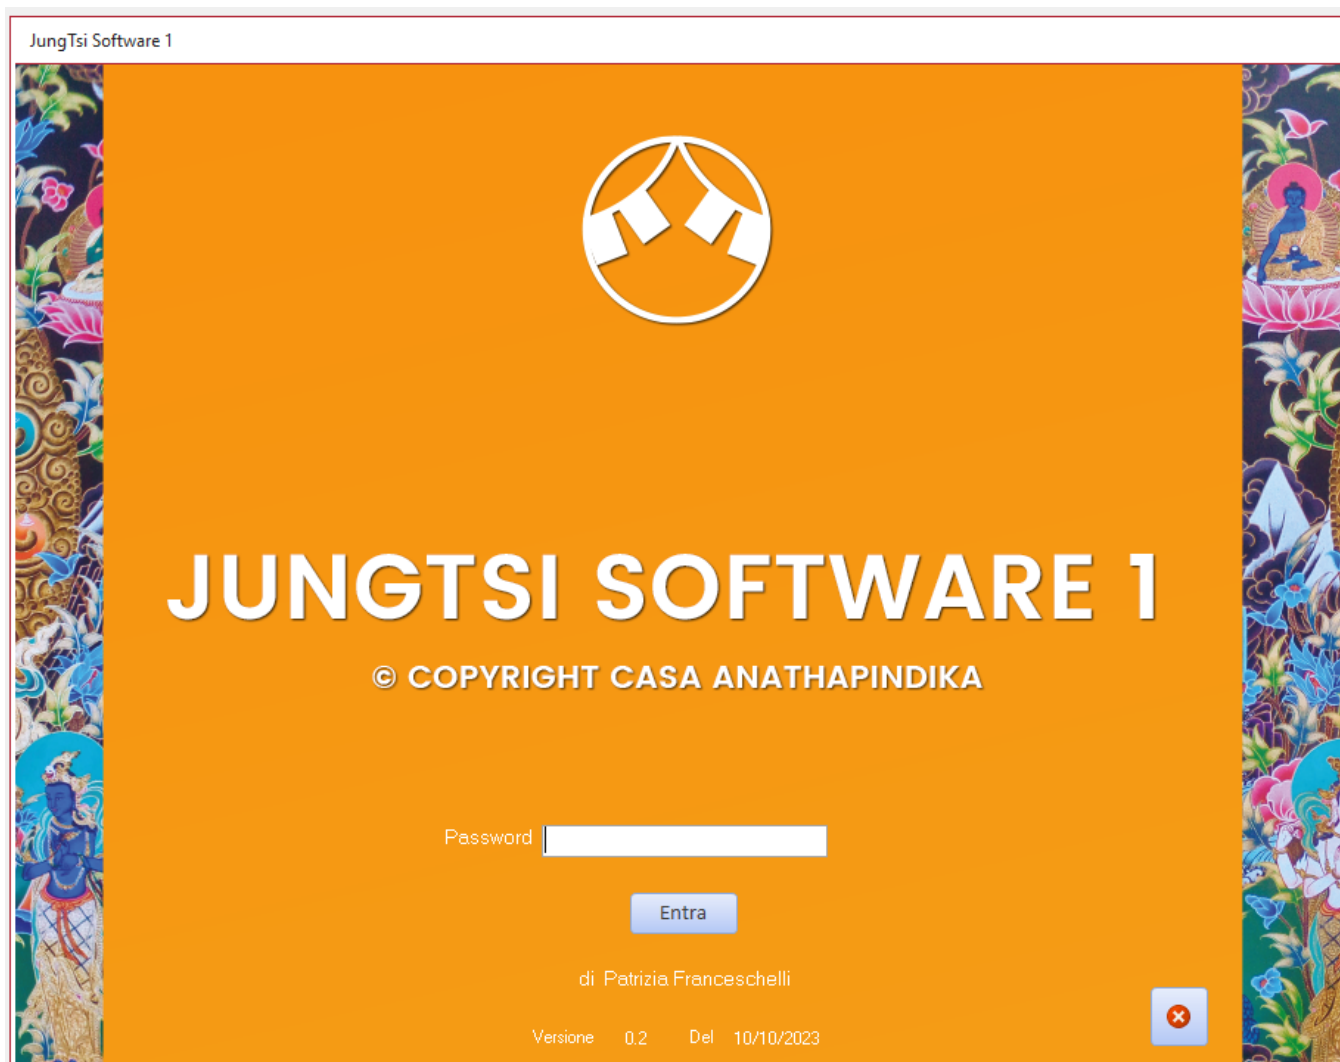 JungTsi Software 1
JUNGTSI SOFTWARE 1
© COPYRIGHT CASA ANATHAPINDIKA
Password
Entra
di Patrizia Franceschelli
Versione 0.2 Del 10/10/2023